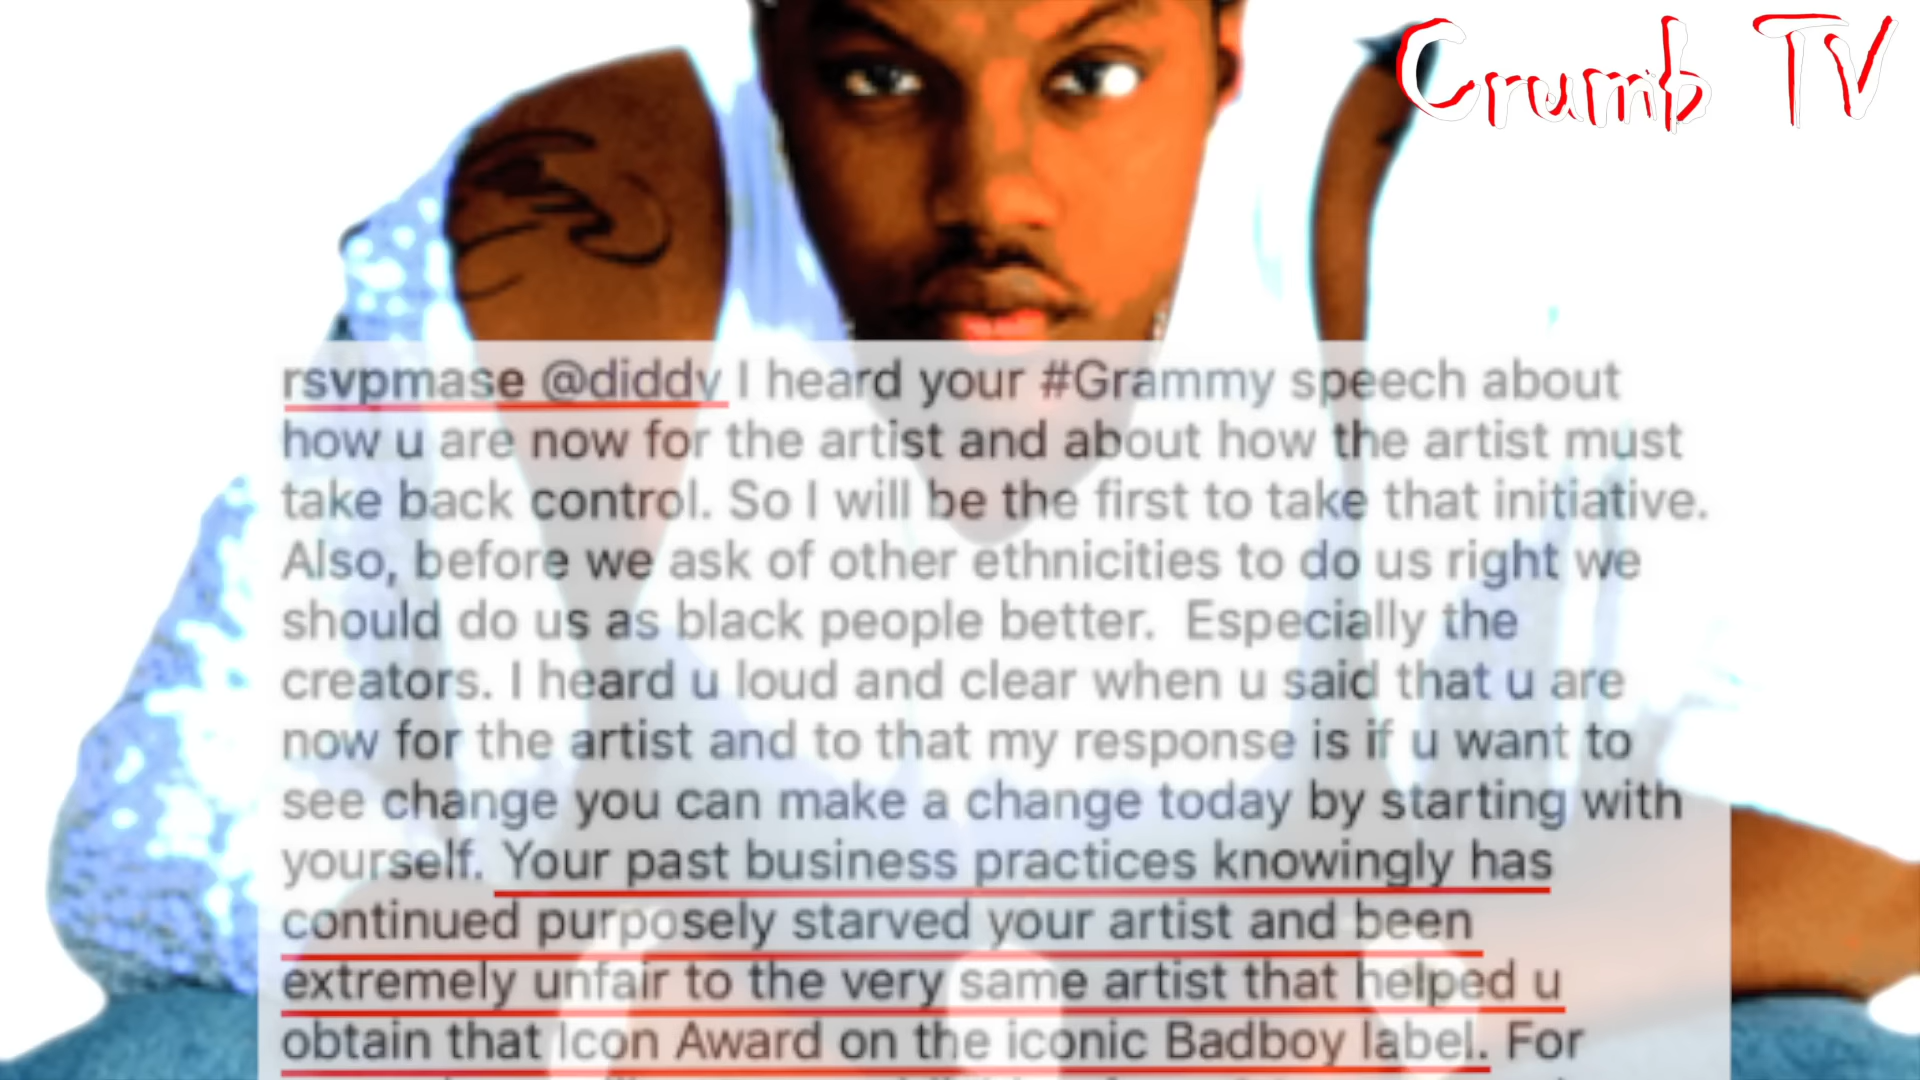 Crumb TV
rsvpmase @diddy I heard your #Grammy speech about
how u are now for the artist and about how the artist must
take back control. So I will be the first to take that initiative.
Also, before we ask of other ethnicities to do us right we
should do us as black people better. Especially the
creators. I heard u loud and clear when u said that u are
now for the artist and to that my response is if u want to
see change you can make a change today by starting with
yourself. Your past business practices knowingly has
continued purposely starved your artist and been
extremely unfair to the very same artist that helped u
obtain that Icon Award on the iconic Badboy label. For